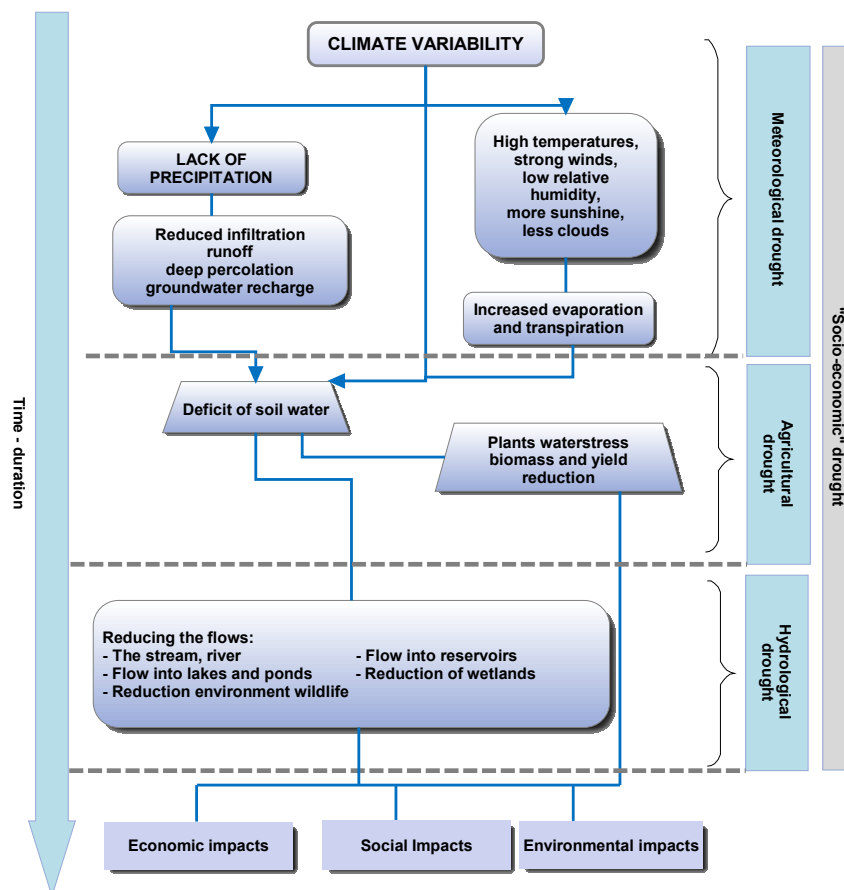 CLIMATE VARIABILITY
LACK OF
PRECIPITATION
High temperatures,
strong winds,
low relative
humidity,
more sunshine,
less clouds
Reduced infiltration
runoff
deep percolation
groundwater recharge
Increased evaporation
and transpiration
Meteorological drought
Deficit of soil water
Plants waterstress
biomass and yield
reduction
Agricultural
drought
"Socio-economic" drought
Time - duration
Reducing the flows:
- The stream, river - Flow into reservoirs
- Flow into lakes and ponds - Reduction of wetlands
- Reduction environment wildlife
Hydrological
drought
Economic impacts
Social Impacts
Environmental impacts